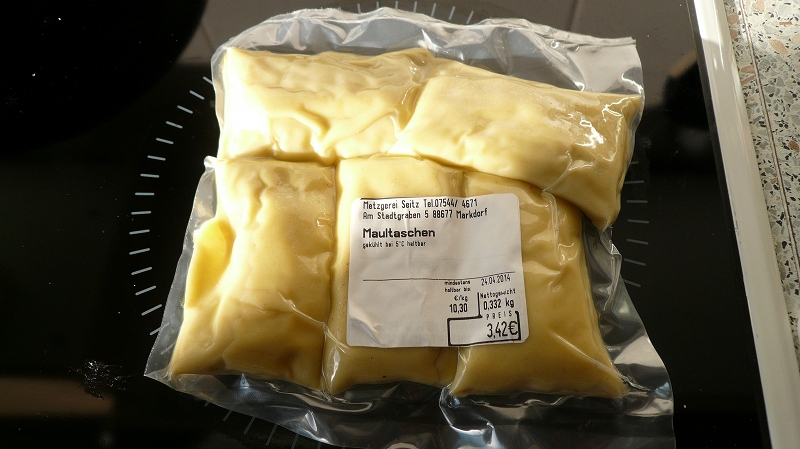 Metzgerei Seitz Tel.07544/ 4671
Am Stadtgraben 5 88677 Markdorf
Maultaschen
gekühlt bei 5°C haltbar
mindestens haltbar bis 24.04.2014
€/kg 10,30
Nettogewicht 0,332 kg
PREIS
3,42€